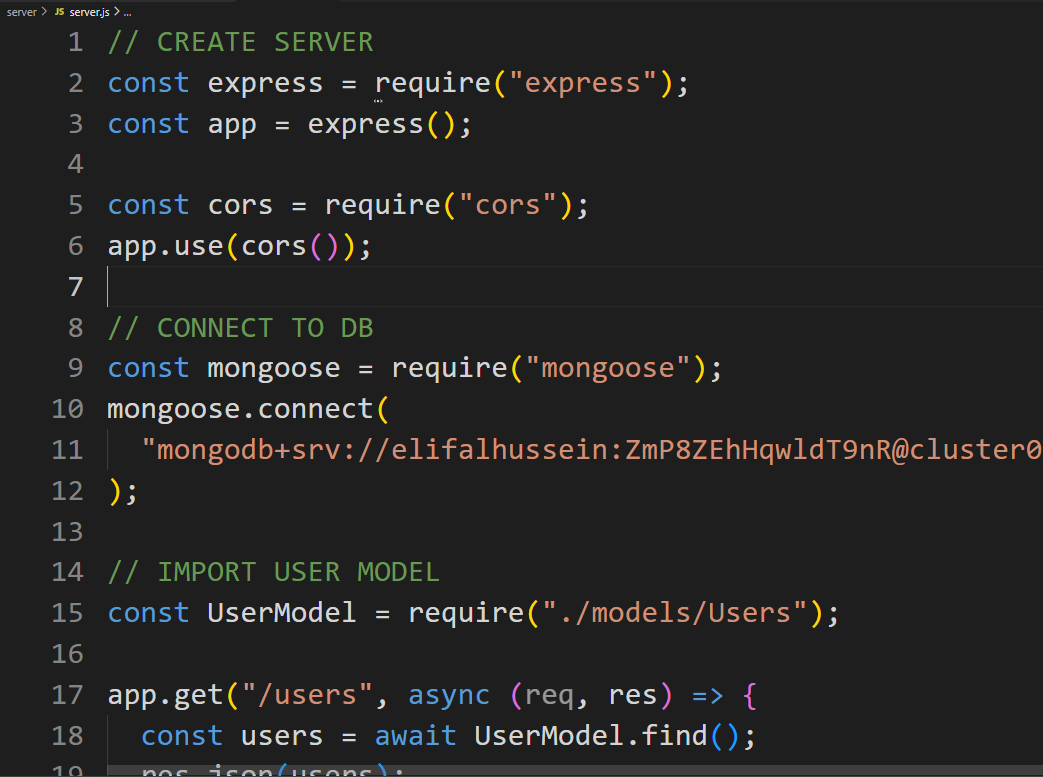 server > JS server.js > ...
1 // CREATE SERVER
2 const express = require("express");
3 const app = express();
4
5 const cors = require("cors");
6 app.use(cors());
7
8 // CONNECT TO DB
9 const mongoose = require("mongoose");
10 mongoose.connect(
11 "mongodb+srv://elifalhussein:ZmP8ZEhHqwldT9nR@cluster0
12 );
13
14 // IMPORT USER MODEL
15 const UserModel = require("./models/Users");
16
17 app.get("/users", async (req, res) => {
18 const users = await UserModel.find();
19 res.json(users);